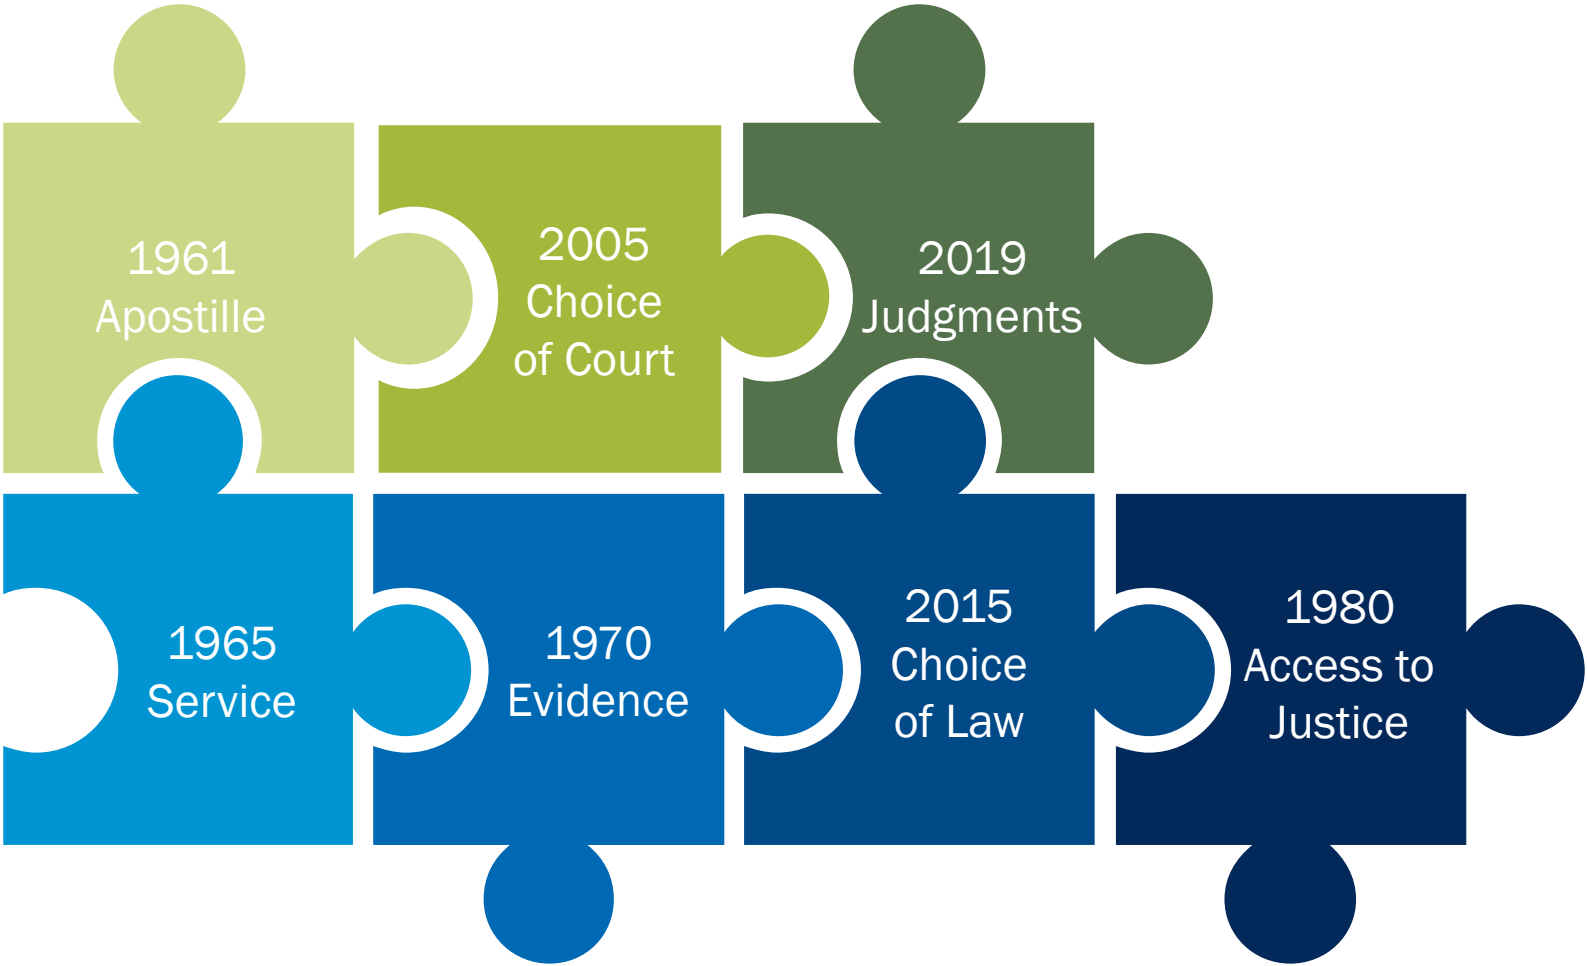 1961
Apostille
2005
Choice
of Court
2019
Judgments
1965
Service
1970
Evidence
2015
Choice
of Law
1980
Access to
Justice